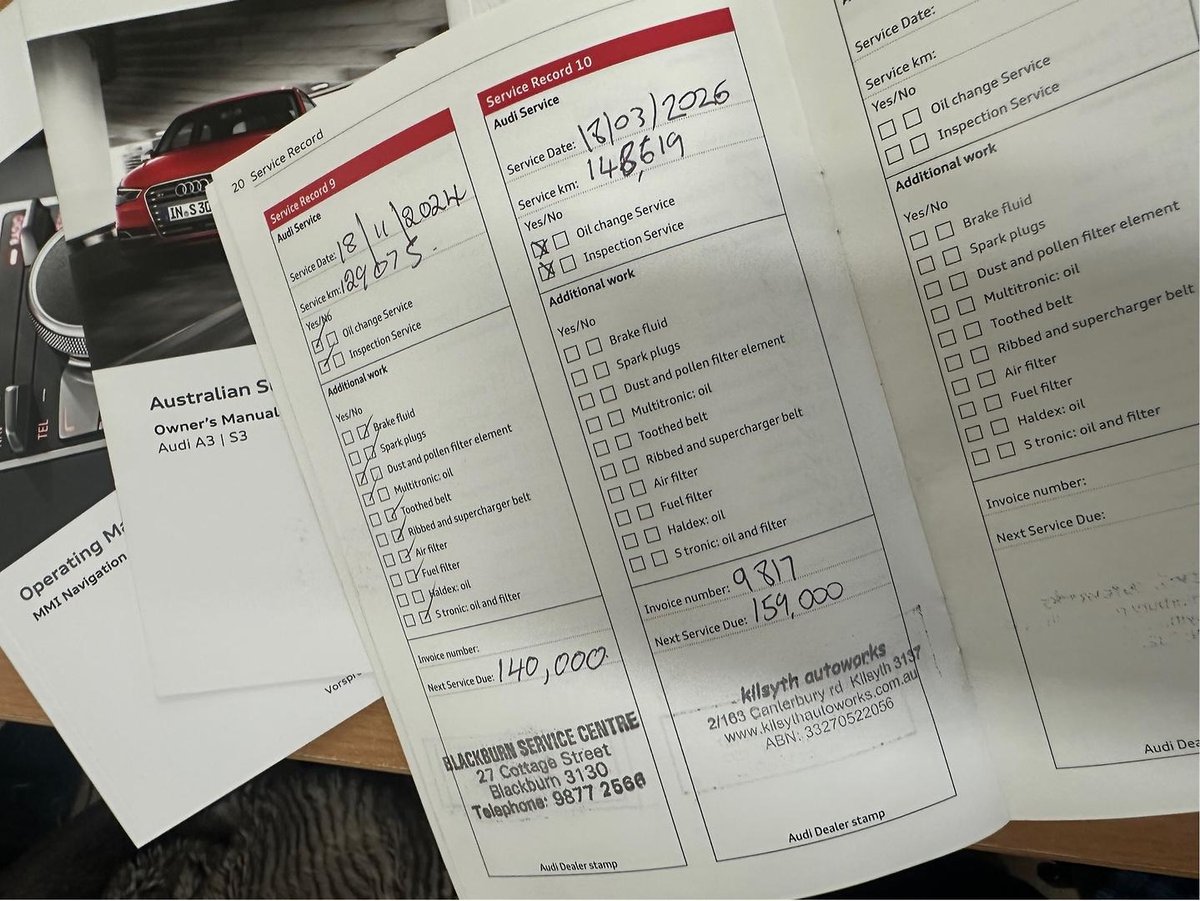 IN·S 30
TEL
Australian S
Owner's Manual
Audi A3 | S3
Operating Ma
MMI Navigation
Vorspr
20 Service Record
Service Record 9
Audi Service
Service Date: 18/11/2024
Service km: 129075
Yes/No
Oil change Service
Inspection Service
Additional work
Yes/No
Brake fluid
Spark plugs
Dust and pollen filter element
Multitronic: oil
Toothed belt
Ribbed and supercharger belt
Air filter
Fuel filter
Haldex: oil
S tronic: oil and filter
Invoice number:
Next Service Due: 140,000
BLACKBURN SERVICE CENTRE
27 Cottage Street
Blackburn 3130
Telephone: 9877 2566
Audi Dealer stamp
Service Record 10
Audi Service
Service Date: 18/03/2026
Service km: 148,619
Yes/No
Oil change Service
Inspection Service
Additional work
Yes/No
Brake fluid
Spark plugs
Dust and pollen filter element
Multitronic: oil
Toothed belt
Ribbed and supercharger belt
Air filter
Fuel filter
Haldex: oil
S tronic: oil and filter
Invoice number: 9817
Next Service Due: 159,000
kilsyth autoworks
2/163 Canterbury rd Kilsyth 3137
www.kilsythautoworks.com.au
ABN: 33270522056
Audi Dealer stamp
Service Date:
Service km:
Yes/No
Oil change Service
Inspection Service
Additional work
Yes/No
Brake fluid
Spark plugs
Dust and pollen filter element
Multitronic: oil
Toothed belt
Ribbed and supercharger belt
Air filter
Fuel filter
Haldex: oil
S tronic: oil and filter
Invoice number:
Next Service Due:
Audi Dea